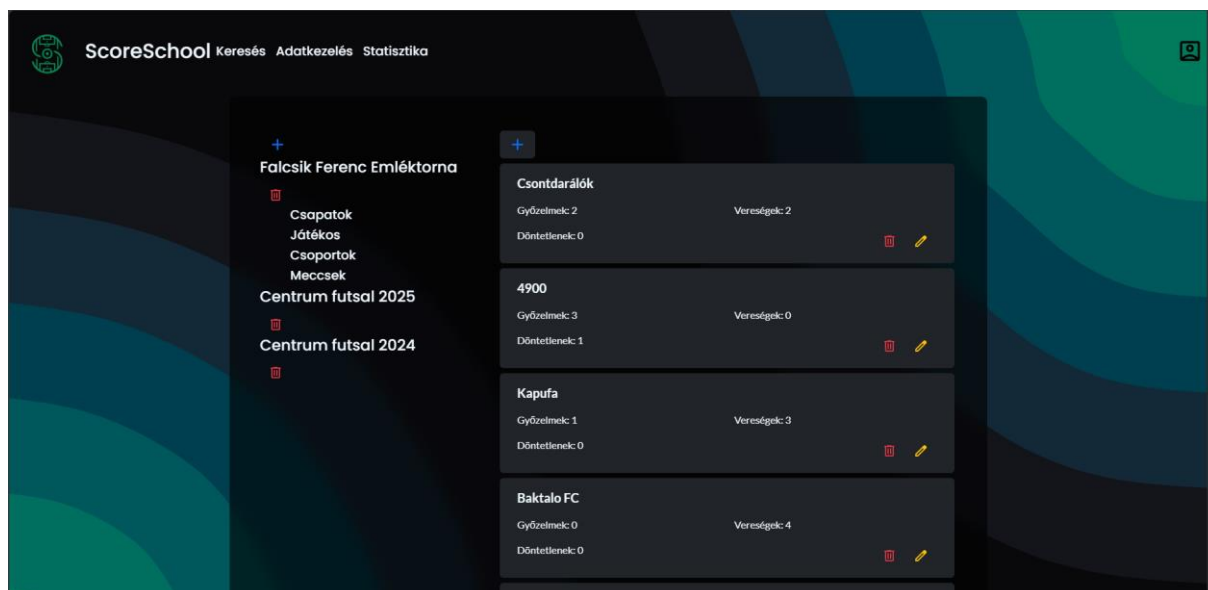 ScoreSchool Keresés Adatkezelés Statisztika
Falcsik Ferenc Emléktorna
Csapatok
Játékos
Csoportok
Meccsek
Centrum futsal 2025
Centrum futsal 2024
Csontdarálók
Győzelmek: 2 Vereségek: 2
Döntetlenek: 0
4900
Győzelmek: 3 Vereségek: 0
Döntetlenek: 1
Kapufa
Győzelmek: 1 Vereségek: 3
Döntetlenek: 0
Baktalo FC
Győzelmek: 0 Vereségek: 4
Döntetlenek: 0